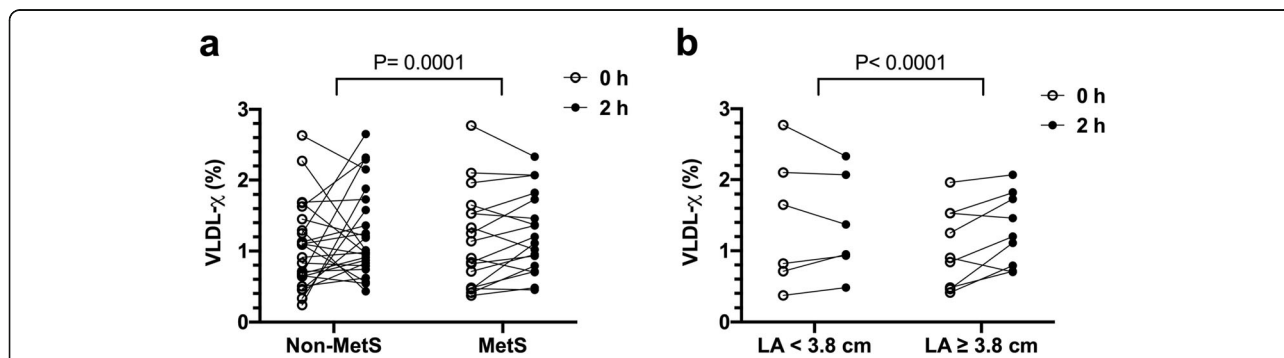 a
P= 0.0001
0 h
2 h
VLDL-χ (%)
3
2
1
0
Non-MetS MetS
b
P< 0.0001
0 h
2 h
VLDL-χ (%)
3
2
1
0
LA < 3.8 cm LA ≥ 3.8 cm